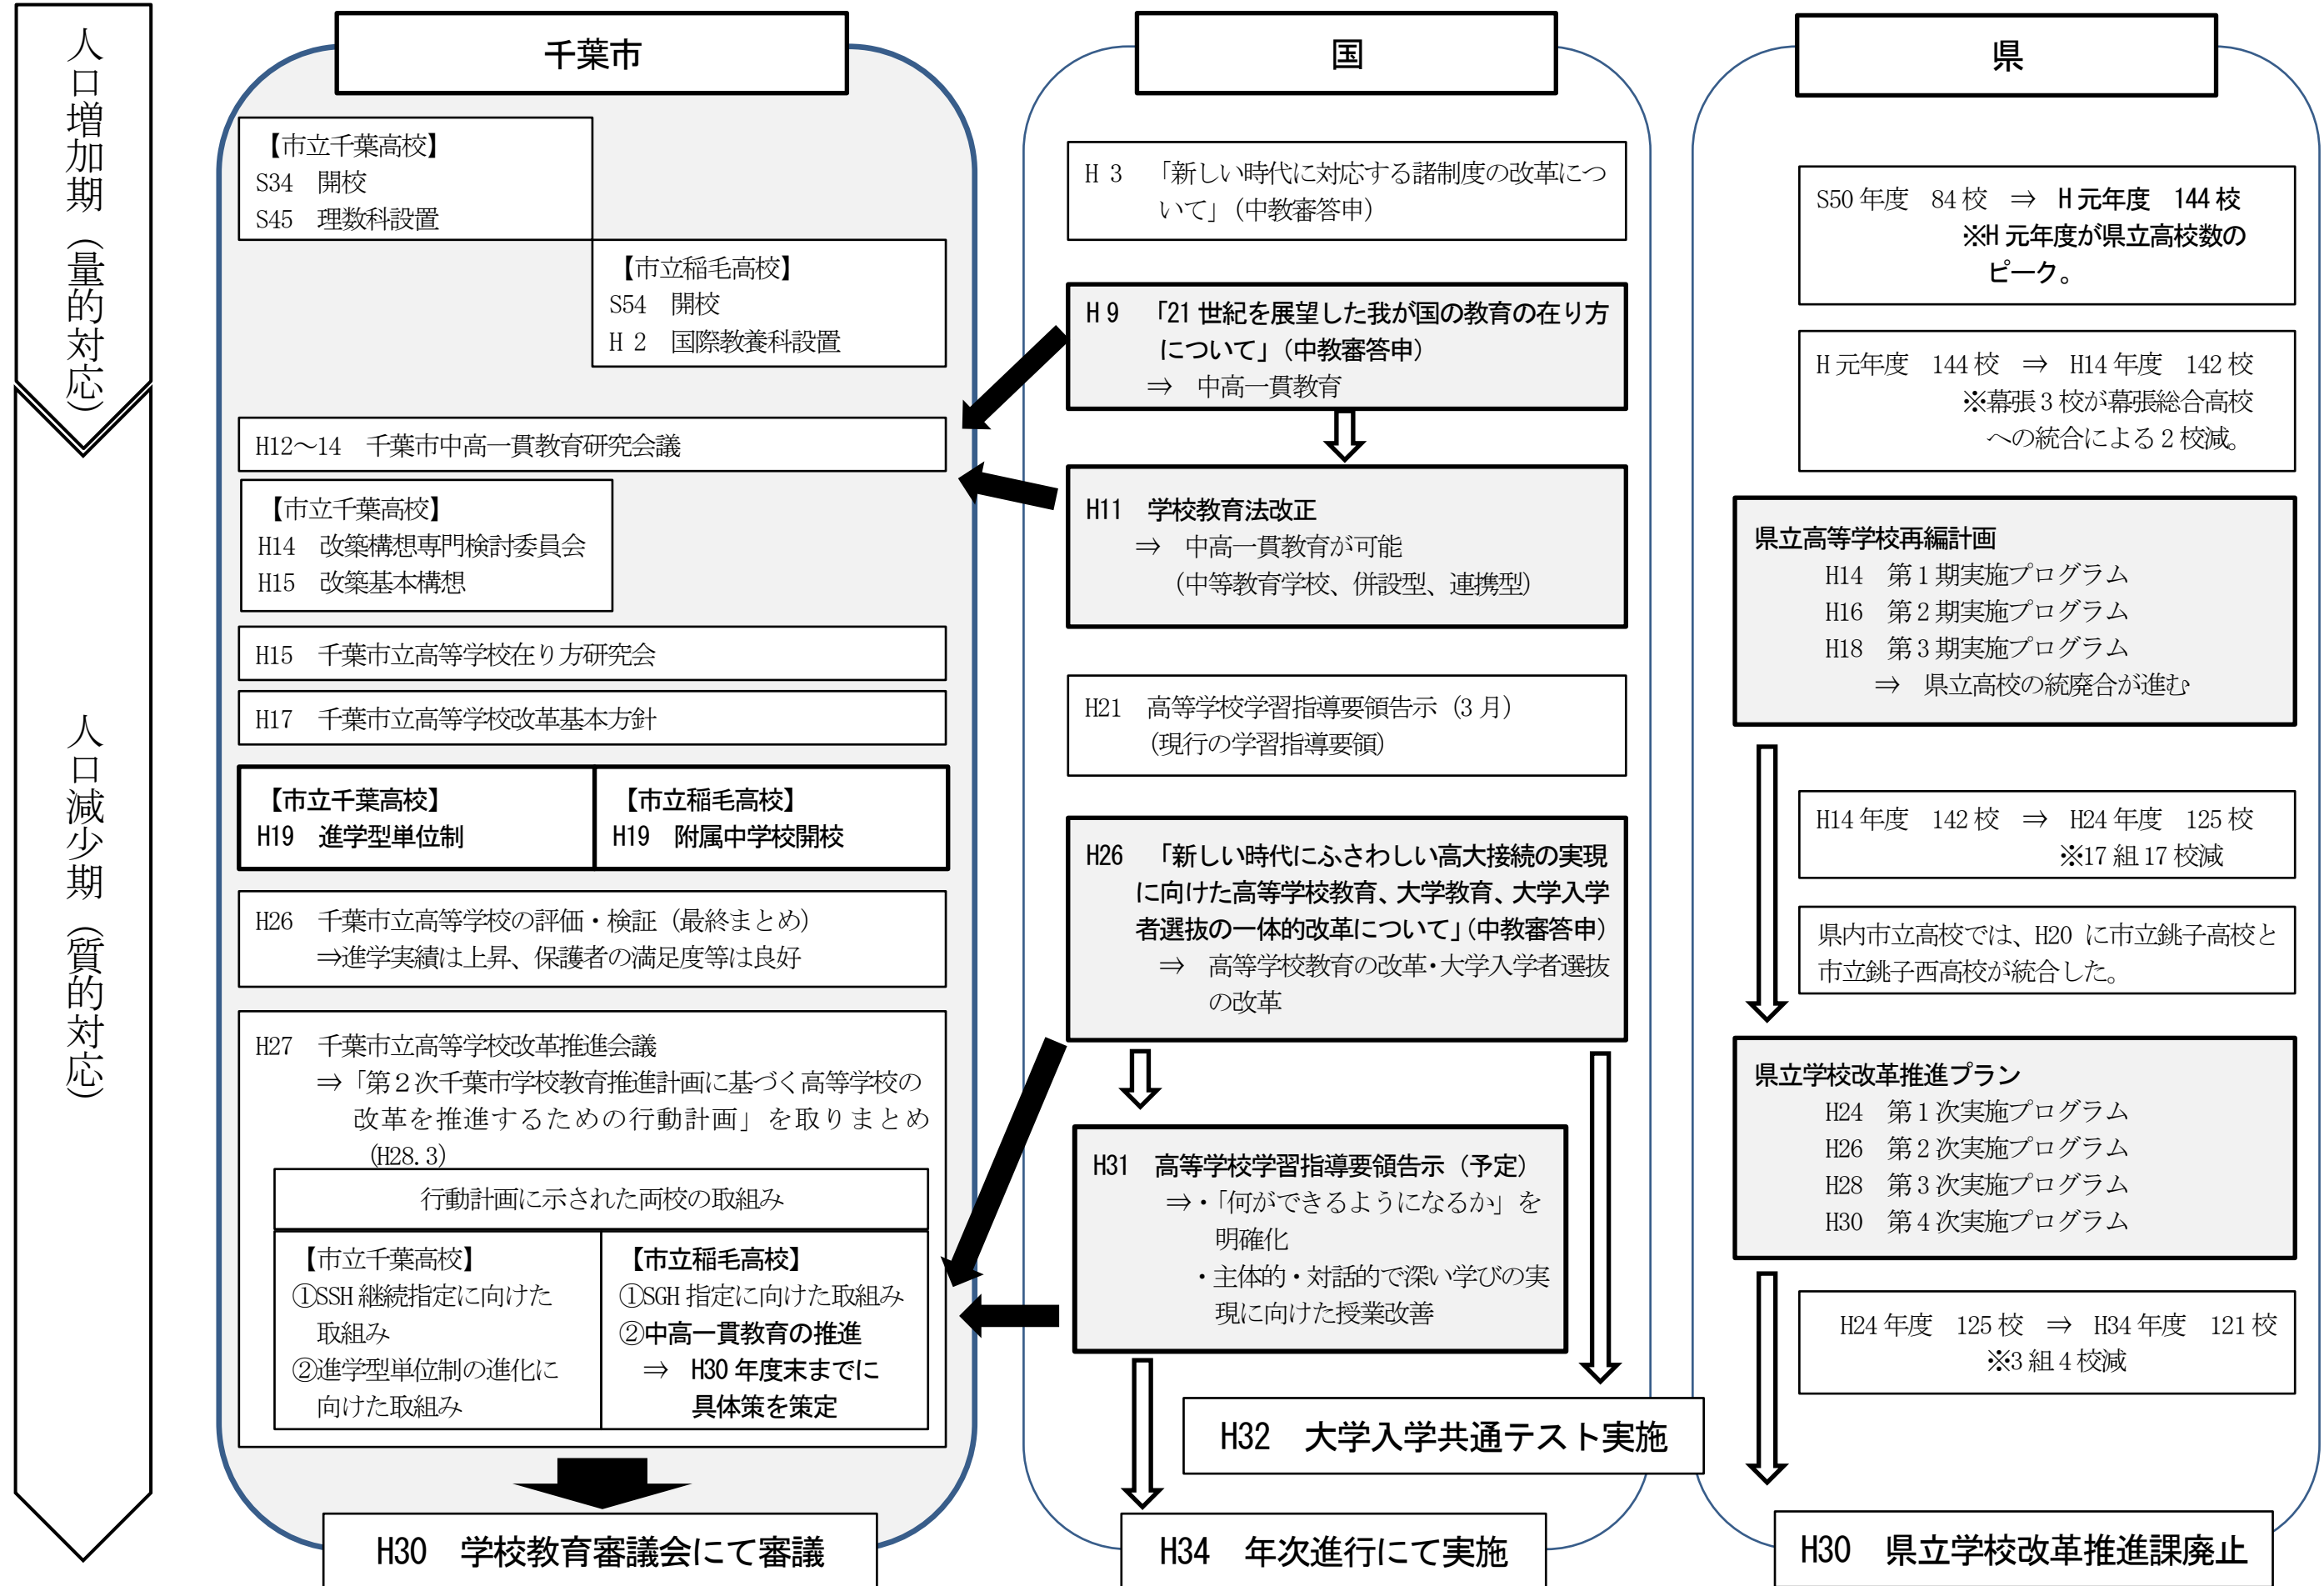 人口増加期（量的対応）
人口減少期（質的対応）
千葉市
【市立千葉高校】
S34　開校
S45　理数科設置
【市立稲毛高校】
S54　開校
H 2　国際教養科設置
H12～14　千葉市中高一貫教育研究会議
【市立千葉高校】
H14　改築構想専門検討委員会
H15　改築基本構想
H15　千葉市立高等学校在り方研究会
H17　千葉市立高等学校改革基本方針
【市立千葉高校】
H19　進学型単位制
【市立稲毛高校】
H19　附属中学校開校
H26　千葉市立高等学校の評価・検証（最終まとめ）
⇒進学実績は上昇、保護者の満足度等は良好
H27　千葉市立高等学校改革推進会議
⇒「第２次千葉市学校教育推進計画に基づく高等学校の
改革を推進するための行動計画」を取りまとめ
（H28.3）
行動計画に示された両校の取組み
【市立千葉高校】
①SSH 継続指定に向けた
取組み
②進学型単位制の進化に
向けた取組み
【市立稲毛高校】
①SGH 指定に向けた取組み
②中高一貫教育の推進
⇒　H30 年度末までに
具体策を策定
H30　学校教育審議会にて審議
国
H 3　「新しい時代に対応する諸制度の改革につ
いて」（中教審答申）
H 9　「21 世紀を展望した我が国の教育の在り方
について」（中教審答申）
⇒　中高一貫教育
H11　学校教育法改正
⇒　中高一貫教育が可能
（中等教育学校、併設型、連携型）
H21　高等学校学習指導要領告示（3 月）
（現行の学習指導要領）
H26　「新しい時代にふさわしい高大接続の実現
に向けた高等学校教育、大学教育、大学入学
者選抜の一体的改革について」（中教審答申）
⇒　高等学校教育の改革・大学入学者選抜
の改革
H31　高等学校学習指導要領告示（予定）
⇒・「何ができるようになるか」を
明確化
・主体的・対話的で深い学びの実
現に向けた授業改善
H32　大学入学共通テスト実施
H34　年次進行にて実施
県
S50 年度　84 校　⇒　H 元年度　144 校
※H 元年度が県立高校数の
ピーク。
H 元年度　144 校　⇒　H14 年度　142 校
※幕張 3 校が幕張総合高校
への統合による 2 校減。
県立高等学校再編計画
H14　第 1 期実施プログラム
H16　第 2 期実施プログラム
H18　第 3 期実施プログラム
⇒　県立高校の統廃合が進む
H14 年度　142 校　⇒　H24 年度　125 校
※17 組 17 校減
県内市立高校では、H20 に市立銚子高校と
市立銚子西高校が統合した。
県立学校改革推進プラン
H24　第 1 次実施プログラム
H26　第 2 次実施プログラム
H28　第 3 次実施プログラム
H30　第 4 次実施プログラム
H24 年度　125 校　⇒　H34 年度　121 校
※3 組 4 校減
H30　県立学校改革推進課廃止